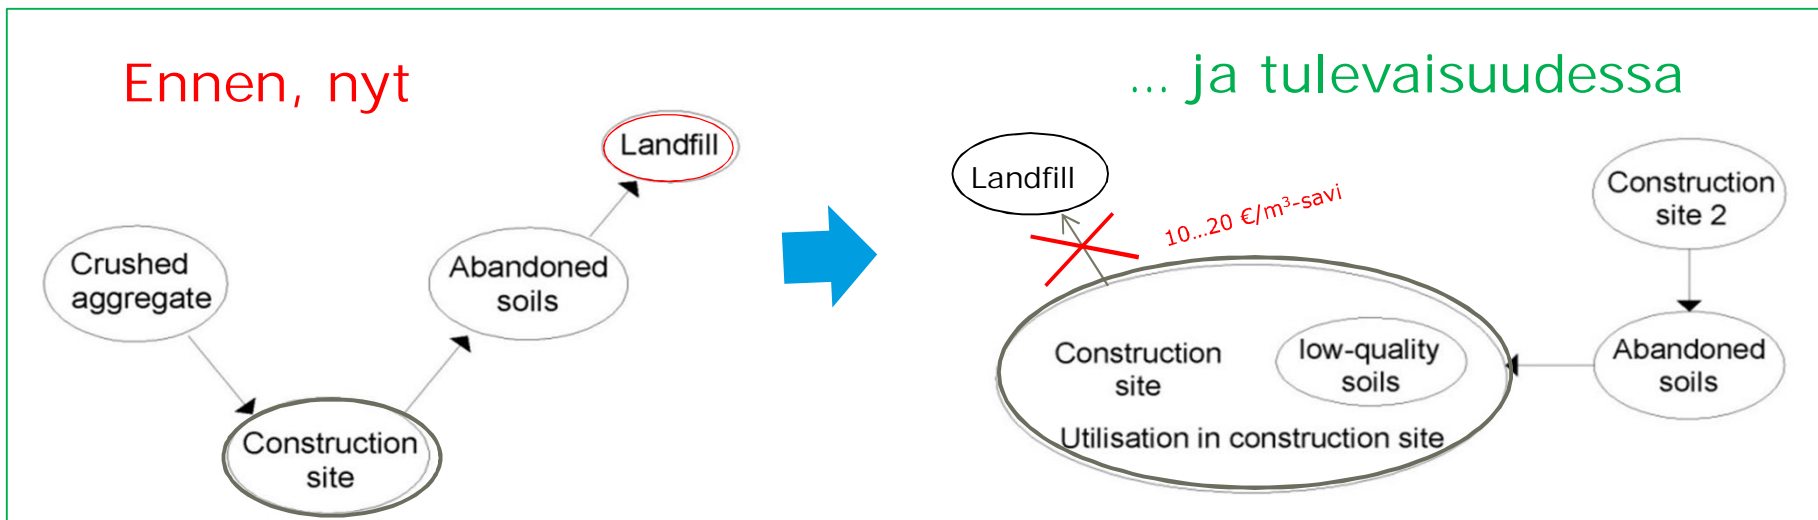 Ennen, nyt
Landfill
Crushed
aggregate
Abandoned
soils
Construction
site
... ja tulevaisuudessa
Landfill
10...20 €/m³-savi
Construction
site 2
Construction
site
low-quality
soils
Abandoned
soils
Utilisation in construction site